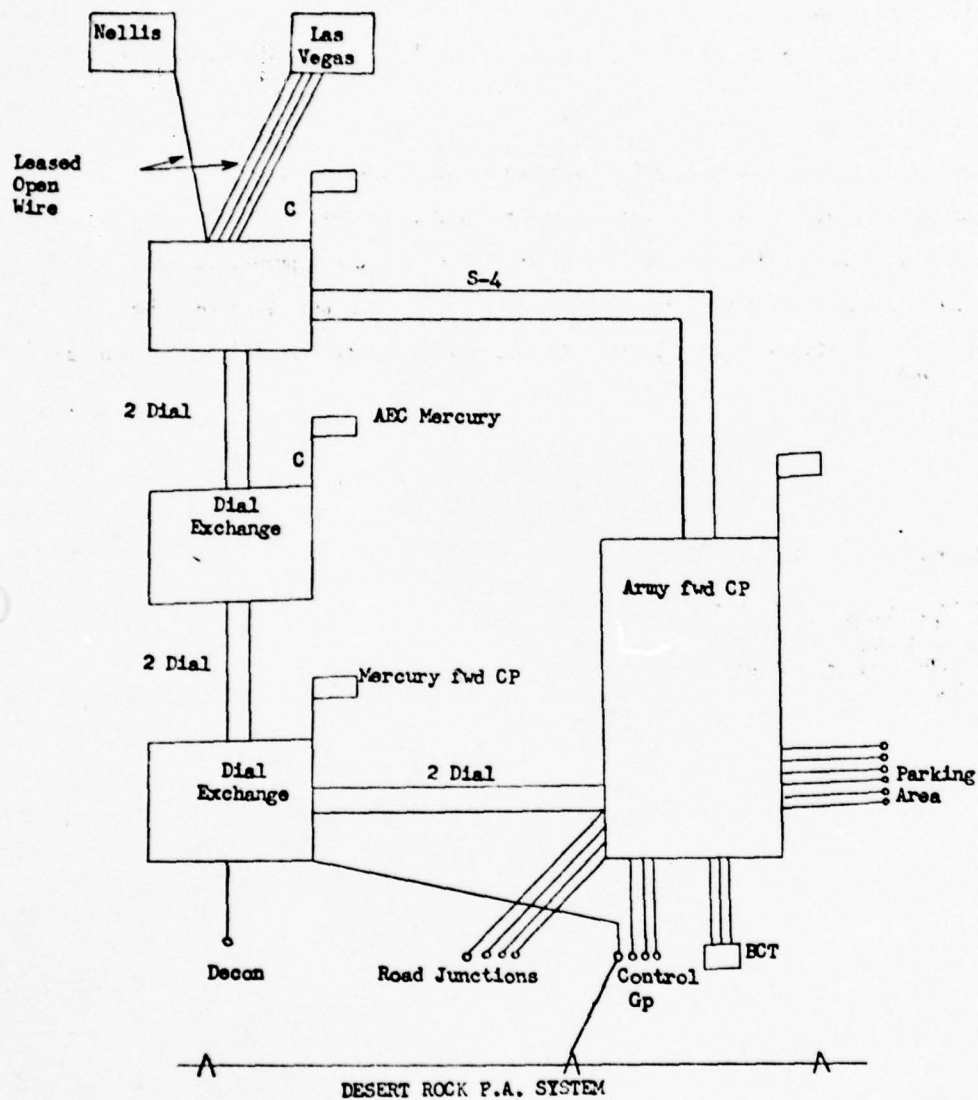 Nellis
Las
Vegas
Leased
Open
Wire
C
S-4
2 Dial
AEC Mercury
C
Dial
Exchange
Army fwd CP
2 Dial
Mercury fwd CP
Dial
Exchange
2 Dial
Parking
Area
Decon
Road Junctions
Control
Gp
BCT
DESERT ROCK P.A. SYSTEM